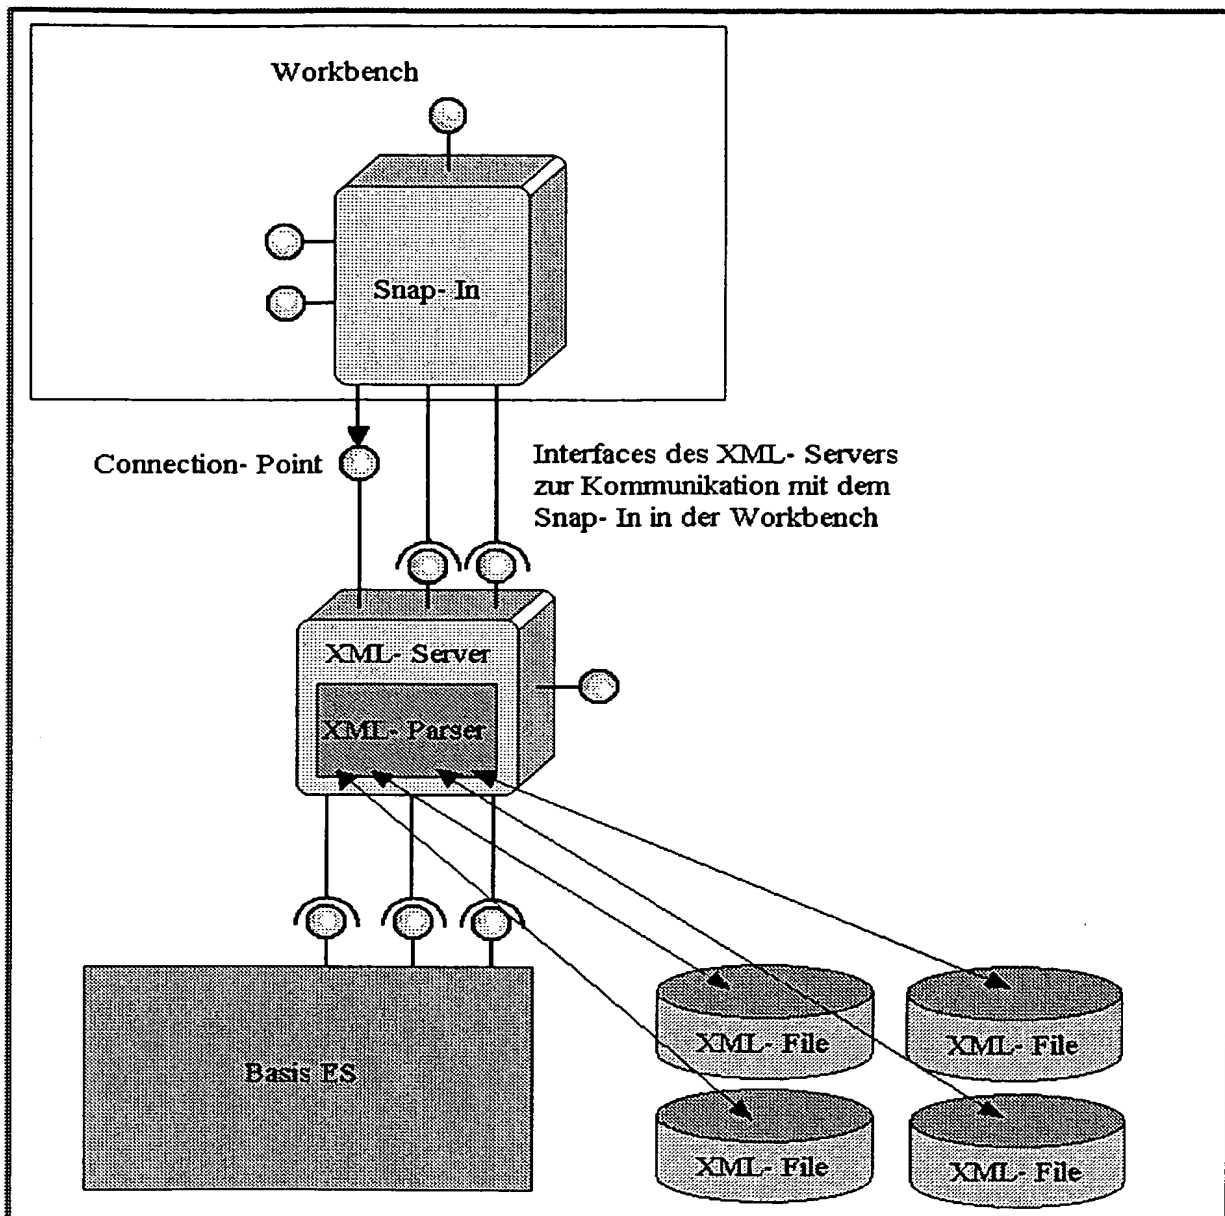 Workbench
Snap- In
Connection- Point
Interfaces des XML- Servers
zur Kommunikation mit dem
Snap- In in der Workbench
XML- Server
XML- Parser
Basis ES
XML- File
XML- File
XML- File
XML- File